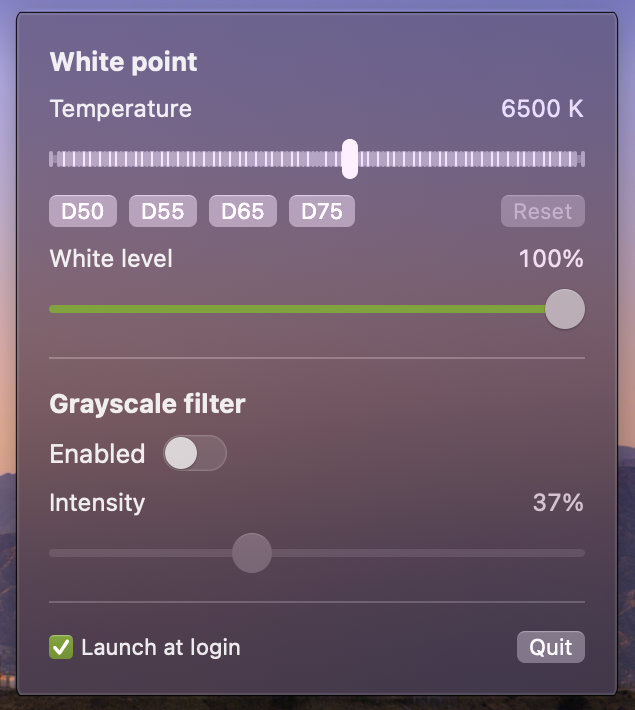 White point
Temperature 6500 K
D50 D55 D65 D75 Reset
White level 100%
Grayscale filter
Enabled
Intensity 37%
Launch at login Quit